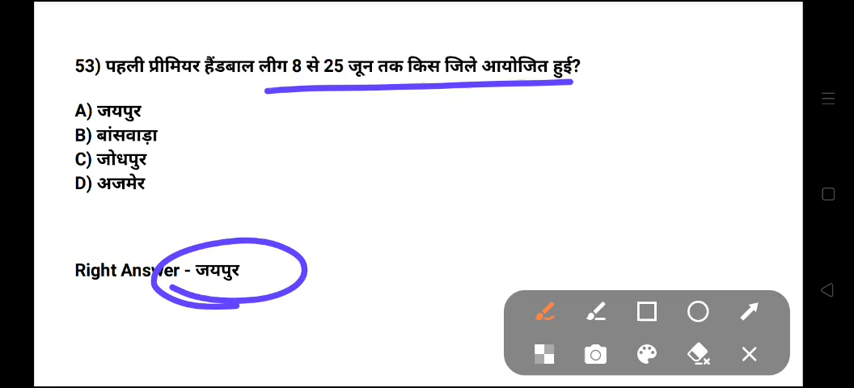 53) पहली प्रीमियर हैंडबाल लीग 8 से 25 जून तक किस जिले आयोजित हुई?
A) जयपुर
B) बांसवाड़ा
C) जोधपुर
D) अजमेर
Right Answer - जयपुर